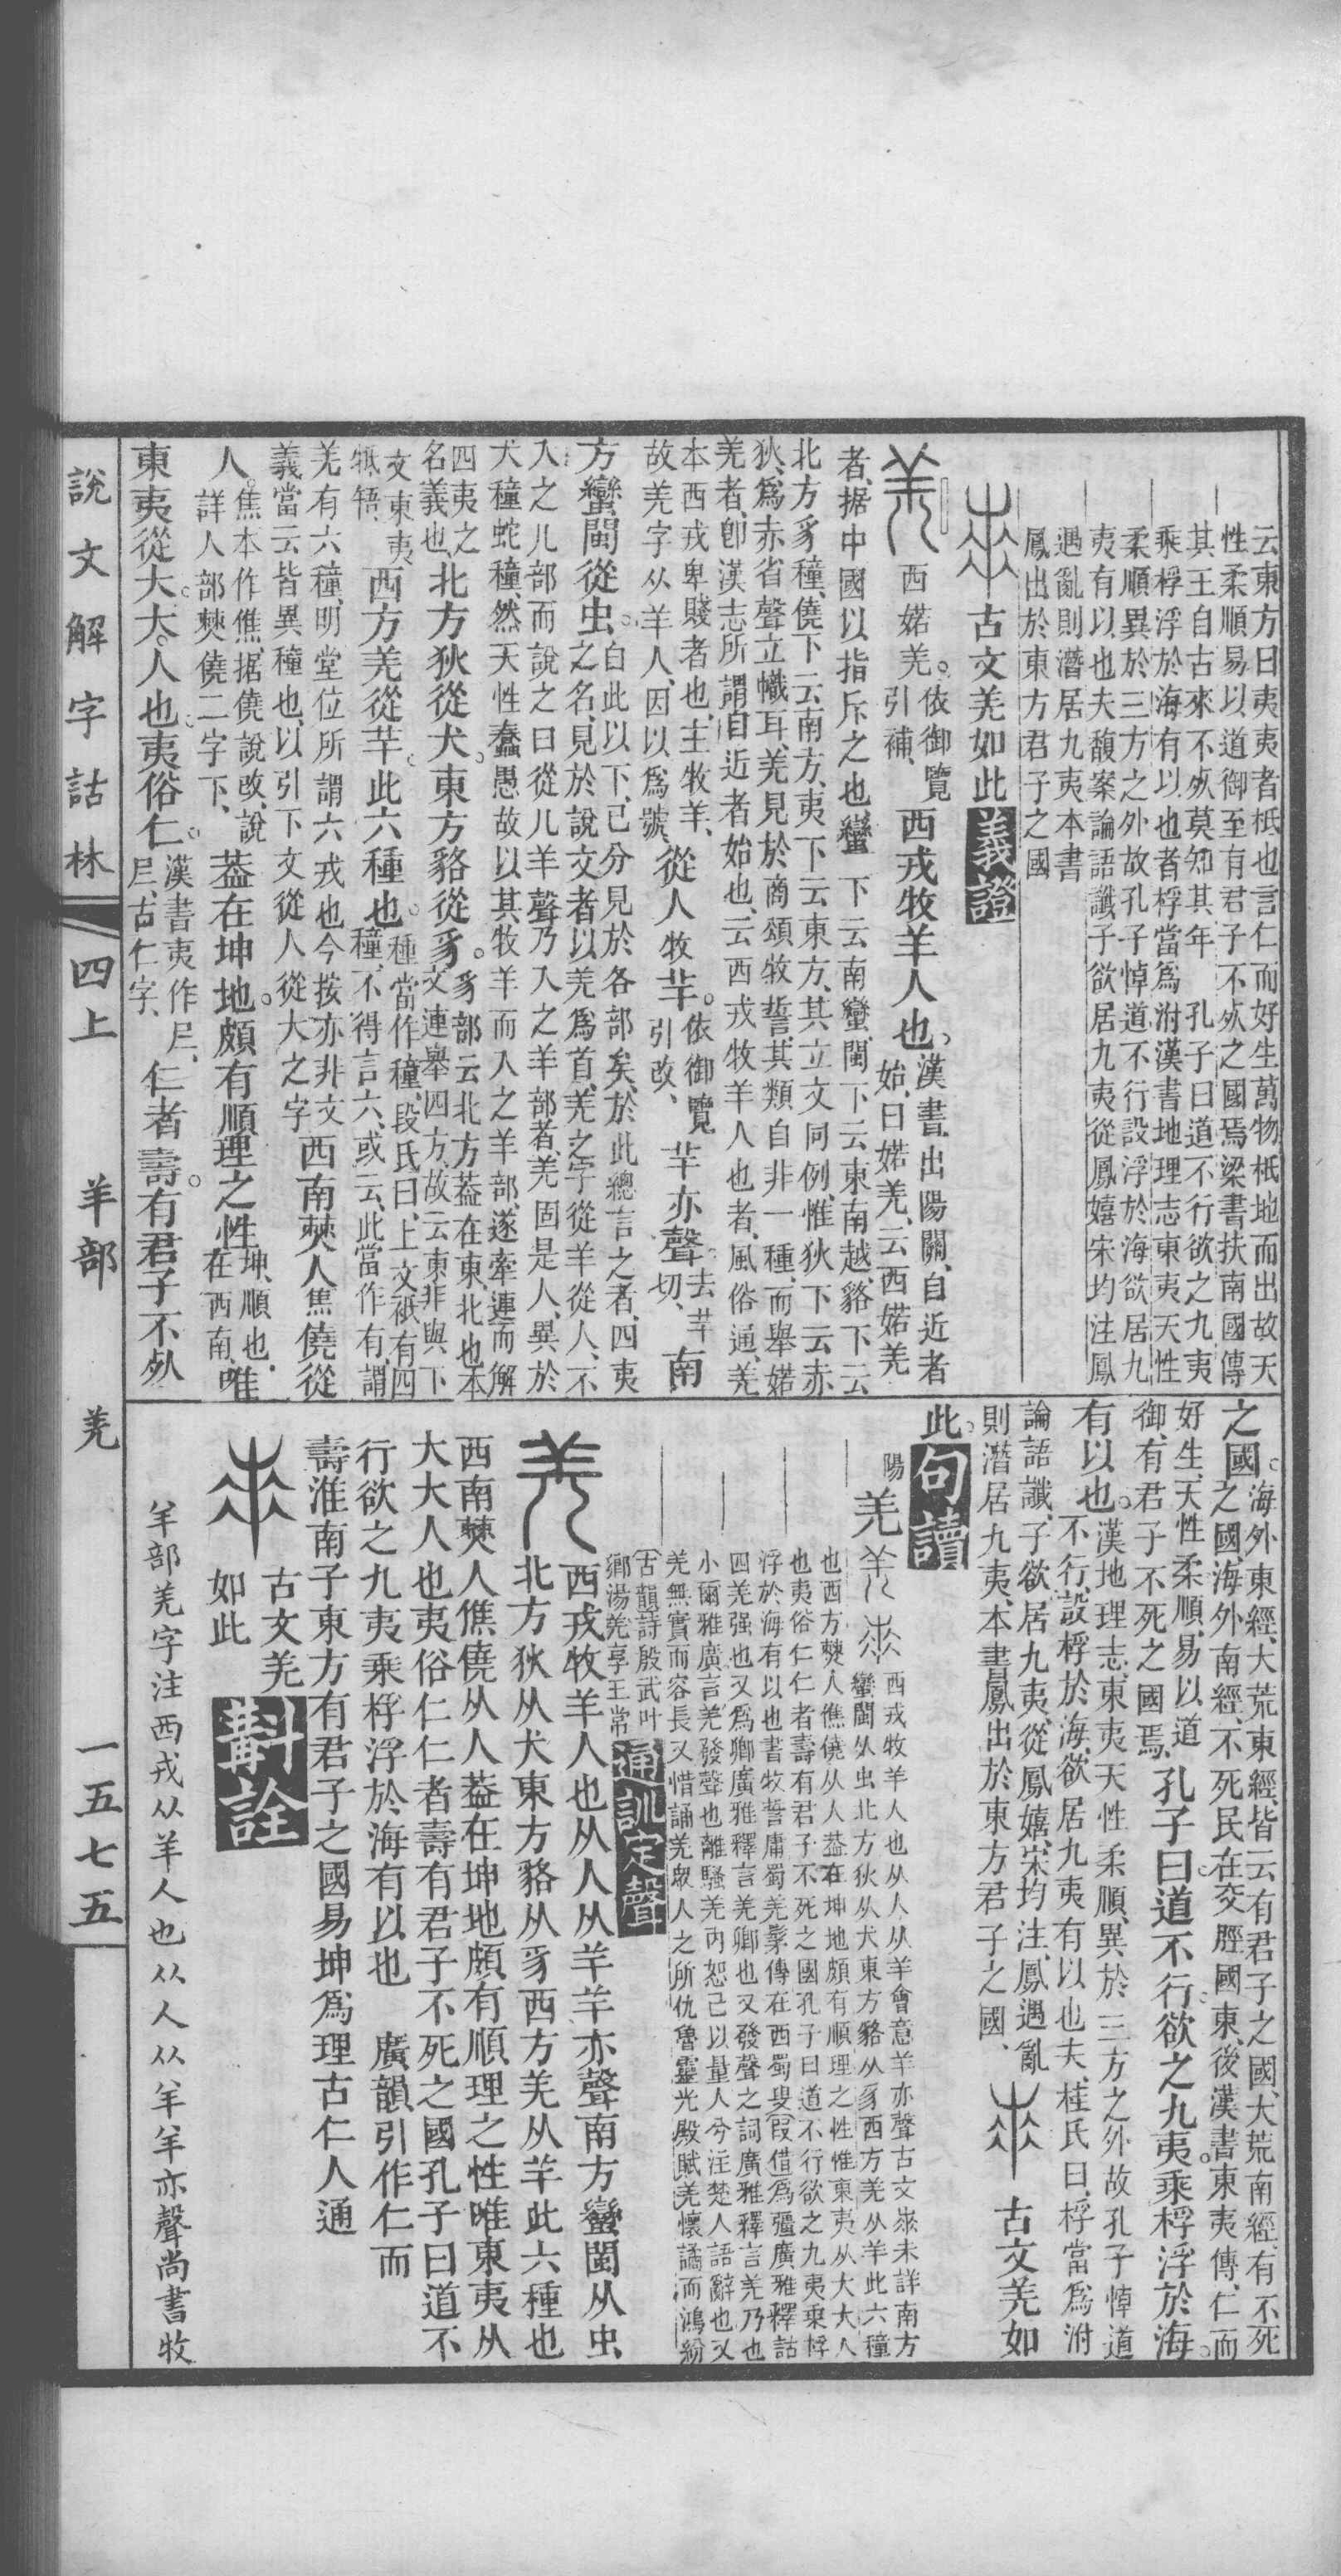 云東方曰夷夷者柢也言仁而好生萬物柢地而出故天
性柔順易以道御至有君子不㱙之國焉梁書扶南國傳
其王自古來不㱙莫知其年 孔子曰道不行欲之九夷
乘桴浮於海有以也者桴當爲泭漢書地理志東夷天性
柔順異於三方之外故孔子悼道不行設浮於海欲居九
夷有以也夫馥案論語讖子欲居九夷從鳳嬉宋均注鳳
遇亂則潛居九夷本書
鳳出於東方君子之國
古文羌如此 義證
西婼羌。依御覽引補、西戎牧羊人也。漢書、出陽關、自近者始、曰婼羌、云西婼羌
者、据中國以指斥之也、蠻下云南蠻、閩下云東南越、貉下云
北方豸穜、僥下云南方、夷下云東方、其立文同例、惟狄下云赤
狄、爲赤省聲立幟耳、羌見於商頌牧誓、其類自非一種、而舉婼
羌者、卽漢志所謂自近者始也、云西戎牧羊人也者、風俗通、羌
本西戎卑賤者也、主牧羊、
故羌字从羊人、因以爲號、從人牧羊。依御覽引改、羊亦聲。去羊切、南
方蠻閩從虫。自此以下、已分見於各部矣、於此總言之者、四夷
之名、見於說文者、以羌爲首、羌之字從羊從人、不
入之儿部而說之曰從儿羊聲、乃入之羊部者、羌固是人、異於
犬穜蛇穜、然天性蠢愚、故以其牧羊而入之羊部、遂牽連而解
四夷之名義也、北方狄從犬。東方貉從豸。豸部云北方、葢在東北也、本
文連舉四方、故云東、非與下
文東夷牴牾、西方羌從羊。此六種也。種當作穜、段氏曰、上文祇有四
穜、不得言六、或云、此當作有、謂
羌有六穜、明堂位所謂六戎也、今按亦非文
義、當云皆異穜也、以引下文從人從大之字 西南僰人焦僥從
人。焦本作僬、据僥說改、說
詳人部僰僥二字下、葢在坤地。頗有順理之性。坤、順也、在西南、唯
東夷從大。大、人也。夷俗仁。漢書夷作𡰥、𡰥、古仁字、仁者壽。有君子不㱙
之國。海外東經、大荒東經、皆云有君子之國、大荒南經、有不死
之國、海外南經、不死民在交脛國東、後漢書東夷傳、仁而
好生、天性柔順、易以道
御、有君子不死之國焉、孔子曰、道不行、欲之九夷。乘桴浮於海。
有以也。漢地理志、東夷天性柔順、異於三方之外、故孔子悼道
不行、設桴於海、欲居九夷、有以也夫、桂氏曰、桴當爲泭
論語讖、子欲居九夷、從鳳嬉、宋均注、鳳遇亂
則潛居九夷、本書、鳳出於東方君子之國、古文羌如
此。 句讀
陽 羌 西戎牧羊人也从人从羊會意羊亦聲古文未詳南方
蠻閩从虫北方狄从犬東方貉从豸西方羌从羊此六穜
也西方僰人僬僥从人葢在坤地頗有順理之性惟東夷从大大人
也夷俗仁仁者壽有君子不死之國孔子曰道不行欲之九夷乘桴
浮於海有以也書牧誓庸蜀羌髳傳在西蜀叟叚借爲彊廣雅釋詁
四羌强也又爲卿廣雅釋言羌卿也又發聲之詞廣雅釋言羌乃也
小爾雅廣言羌發聲也離騷羌內恕己以量人兮注楚人語辭也又
羌無實而容長又惜誦羌眾人之所仇魯靈光殿賦羌懷譎而鴻紛
古韻詩殷武叶
鄉湯羌享王常 通訓定聲
西戎牧羊人也从人从羊羊亦聲南方蠻閩从虫
北方狄从犬東方貉从豸西方羌从羊此六種也
西南僰人僬僥从人葢在坤地頗有順理之性唯東夷从
大大人也夷俗仁仁者壽有君子不死之國孔子曰道不
行欲之九夷乘桴浮於海有以也 廣韻引作仁而
壽淮南子東方有君子之國易坤爲理古仁人通
古文羌
如此 斠詮
羊部羌字注西戎从羊人也从人从羊羊亦聲尚書牧
說文解字詁林 四上 羊部 羌 一五七五